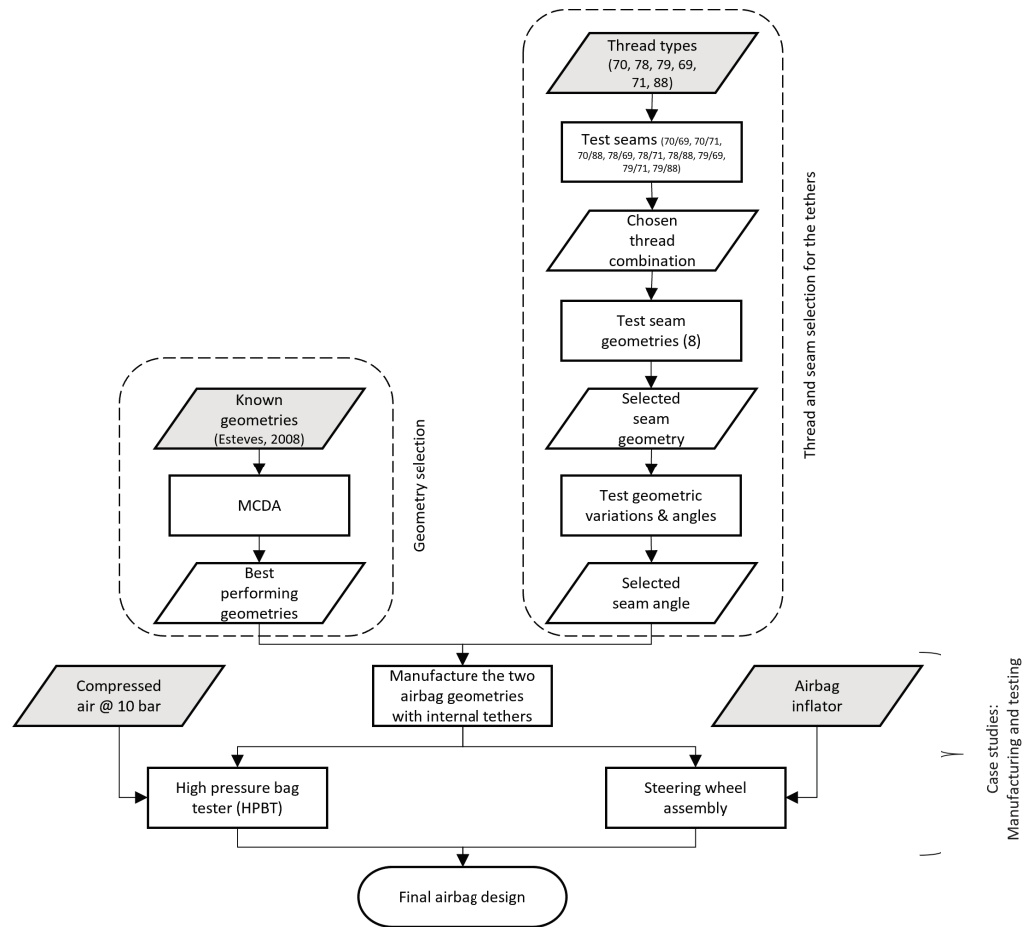 Thread types
(70, 78, 79, 69,
71, 88)
Test seams (70/69, 70/71,
70/88, 78/69, 78/71, 78/88, 79/69,
79/71, 79/88)
Chosen
thread
combination
Test seam
geometries (8)
Selected
seam
geometry
Test geometric
variations & angles
Selected
seam angle
Thread and seam selection for the tethers
Known
geometries
(Esteves, 2008)
MCDA
Best
performing
geometries
Geometry selection
Compressed
air @ 10 bar
Manufacture the two
airbag geometries
with internal tethers
Airbag
inflator
High pressure bag
tester (HPBT)
Steering wheel
assembly
Case studies:
Manufacturing and testing
Final airbag design